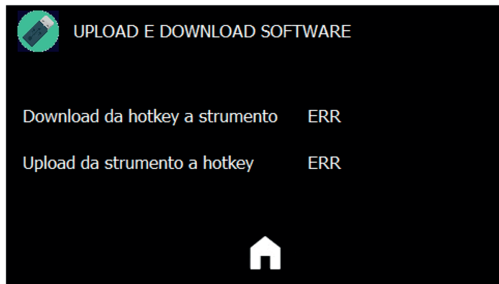 UPLOAD E DOWNLOAD SOFTWARE
Download da hotkey a strumento ERR
Upload da strumento a hotkey ERR